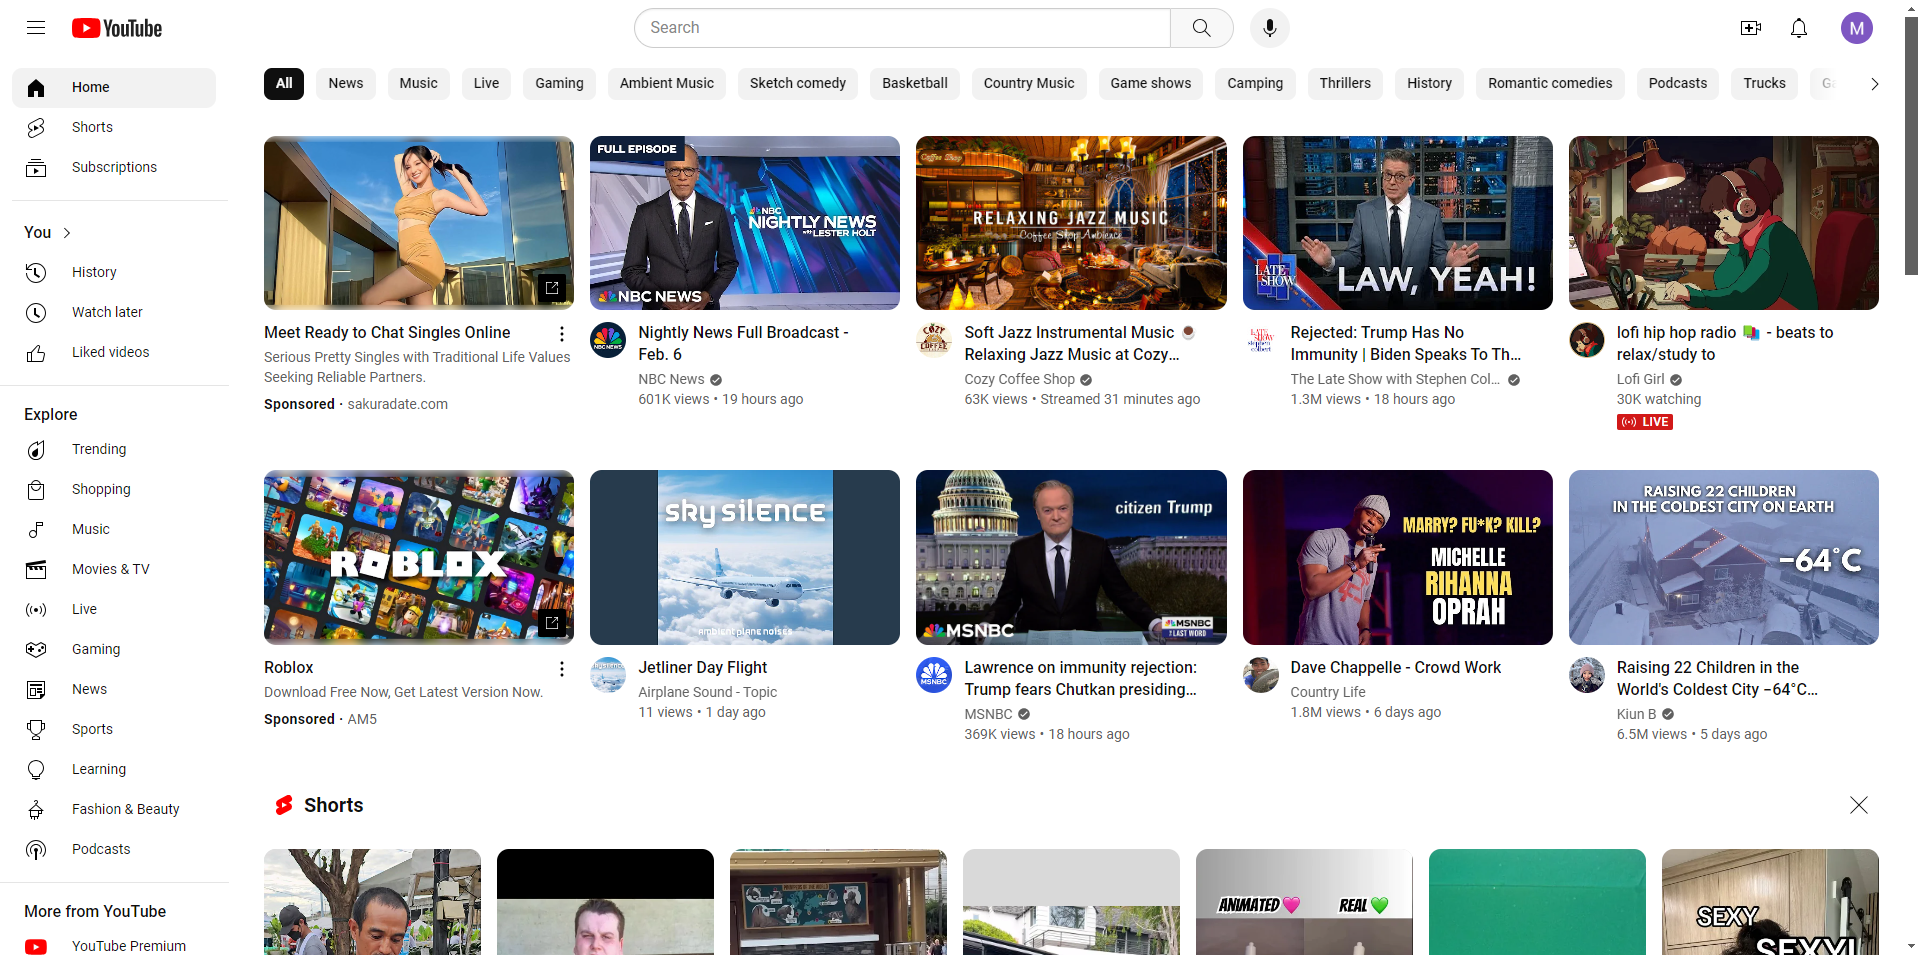 YouTube
Search
M
Home
Shorts
Subscriptions
You
History
Watch later
Liked videos
Explore
Trending
Shopping
Music
Movies & TV
Live
Gaming
News
Sports
Learning
Fashion & Beauty
Podcasts
More from YouTube
YouTube Premium
All
News
Music
Live
Gaming
Ambient Music
Sketch comedy
Basketball
Country Music
Game shows
Camping
Thrillers
History
Romantic comedies
Podcasts
Trucks
Meet Ready to Chat Singles Online
Serious Pretty Singles with Traditional Life Values
Seeking Reliable Partners.
Sponsored · sakuradate.com
FULL EPISODE
NBC
NIGHTLY NEWS
WITH LESTER HOLT
NBC NEWS
NBC NEWS
Nightly News Full Broadcast -
Feb. 6
NBC News
601K views • 19 hours ago
Coffee Shop
RELAXING JAZZ MUSIC
Coffee Shop Ambience
COZY
COFFEE
Soft Jazz Instrumental Music ☕
Relaxing Jazz Music at Cozy...
Cozy Coffee Shop
63K views • Streamed 31 minutes ago
LATE
SHOW
LAW, YEAH!
LATE
SHOW
stephen
colbert
Rejected: Trump Has No
Immunity | Biden Speaks To Th...
The Late Show with Stephen Col...
1.3M views • 18 hours ago
lofi hip hop radio 📚 - beats to
relax/study to
Lofi Girl
30K watching
LIVE
ROBLOX
Roblox
Download Free Now, Get Latest Version Now.
Sponsored · AM5
sky silence
ambient plane noises
Jetliner Day Flight
Airplane Sound - Topic
11 views • 1 day ago
citizen Trump
MSNBC
MSNBC
LAST WORD
MSNBC
Lawrence on immunity rejection:
Trump fears Chutkan presiding...
MSNBC
369K views • 18 hours ago
MARRY? FU*K? KILL?
MICHELLE
RIHANNA
OPRAH
Dave Chappelle - Crowd Work
Country Life
1.8M views • 6 days ago
RAISING 22 CHILDREN
IN THE COLDEST CITY ON EARTH
-64°C
Raising 22 Children in the
World's Coldest City −64°C...
Kiun B
6.5M views • 5 days ago
Shorts
ANIMATED 🩷
REAL 💚
SEXY
SEXY!